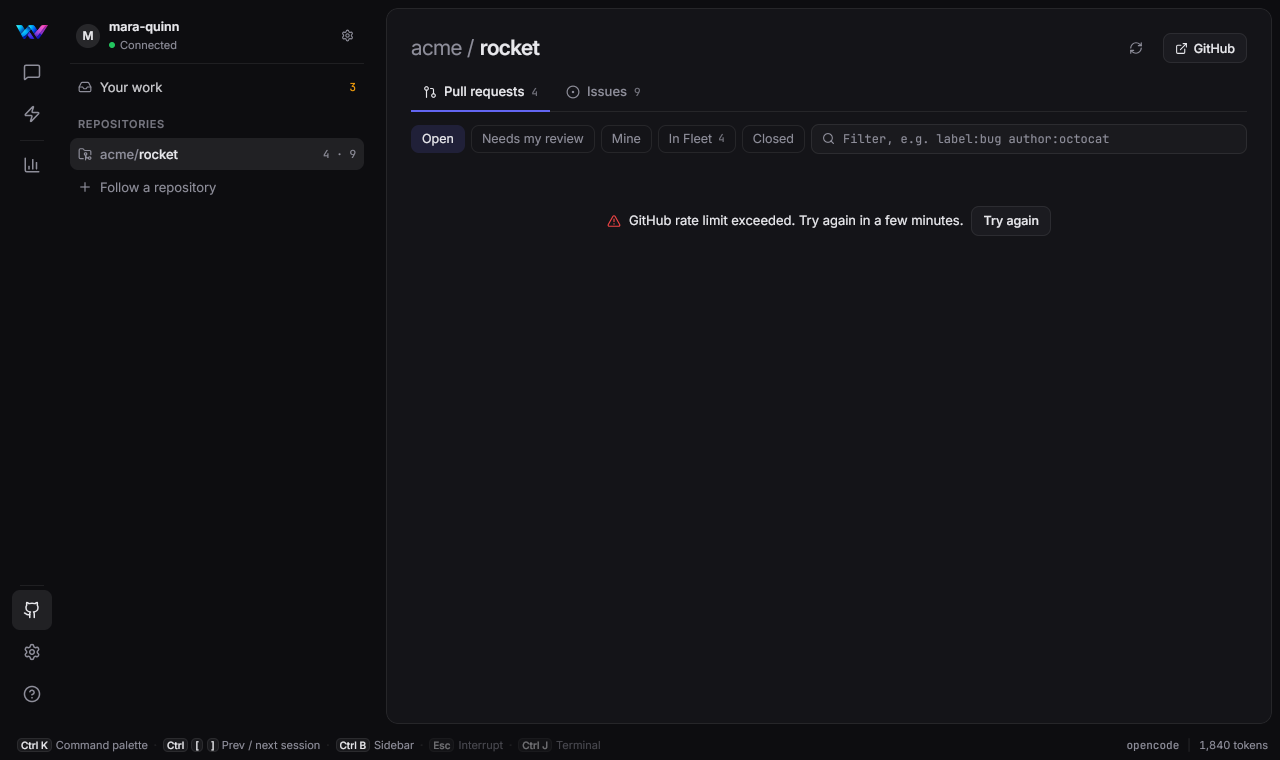 M
mara-quinn
Connected
Your work 3
REPOSITORIES
acme/rocket 4 · 9
Follow a repository
acme / rocket
GitHub
Pull requests 4
Issues 9
Open
Needs my review
Mine
In Fleet 4
Closed
Filter, e.g. label:bug author:octocat
GitHub rate limit exceeded. Try again in a few minutes.
Try again
Ctrl K Command palette · Ctrl [ ] Prev / next session · Ctrl B Sidebar · Esc Interrupt · Ctrl J Terminal
opencode
1,840 tokens